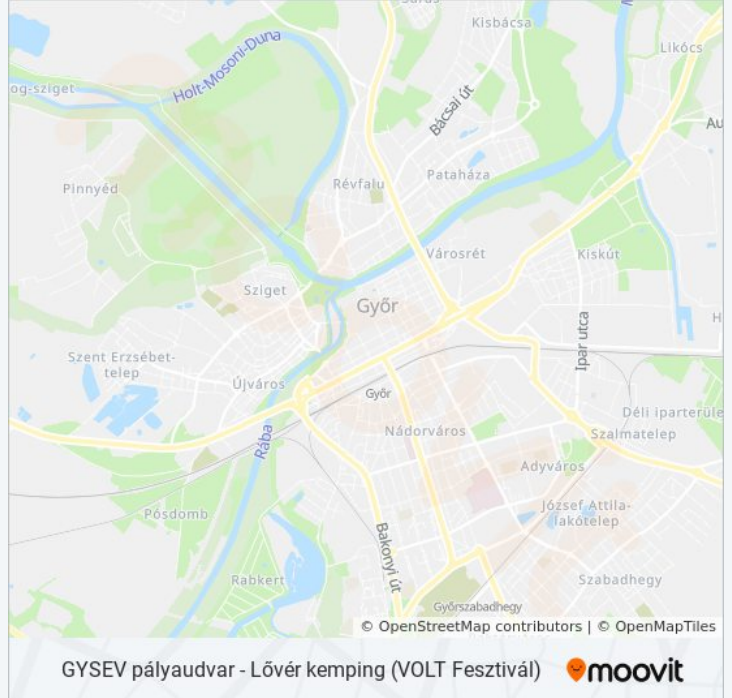 Sárás
Kisbácsa
Likócs
Holt-Mosoni-Duna
og-sziget
Bácsai út
Au
Révfalu
Pataháza
Pinnyéd
Városrét
Kiskút
Sziget
Győr
H
Ipar utca
Szent Erzsébet-
telep
Újváros
Győr
Déli iparterüle
Nádorváros
Szalmatelep
Rába
Adyváros
József Attila-
lakótelep
Pósdomb
Bakonyi út
Rabkert
Szabadhegy
Győrszabadhegy
© OpenStreetMap contributors | © OpenMapTiles
GYSEV pályaudvar - Lővér kemping (VOLT Fesztivál)
moovit